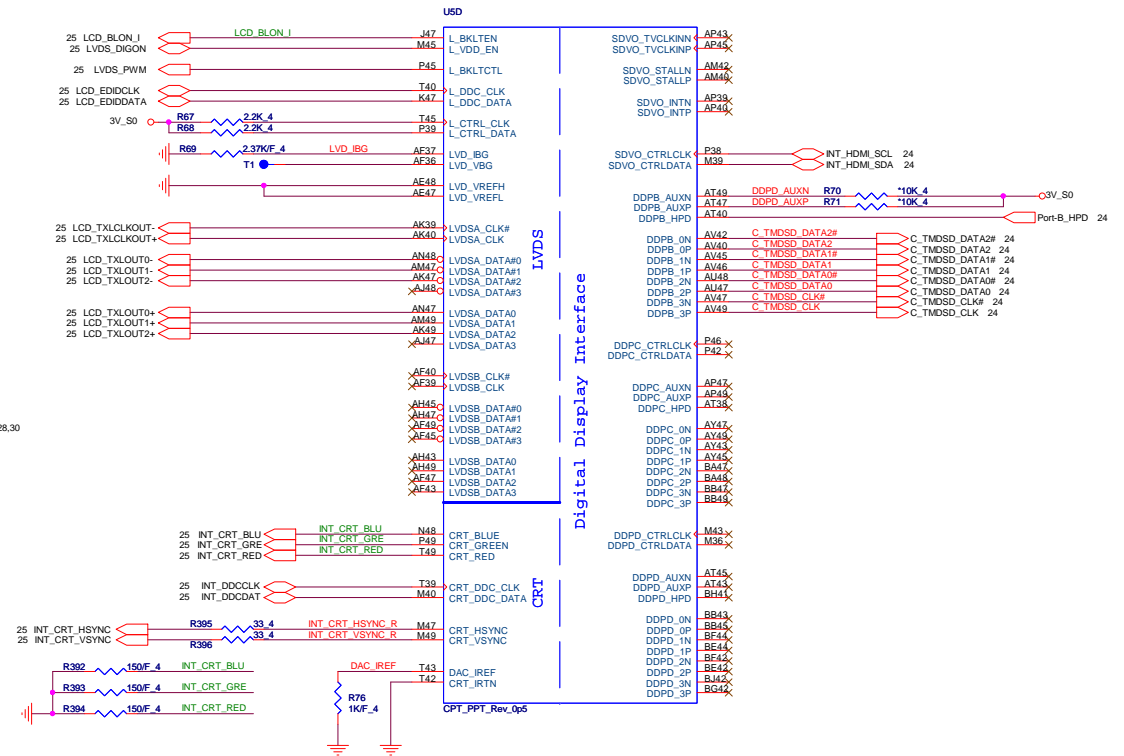 U5D
25 LCD_BLON_I LCD_BLON_I J47 L_BKLTEN SDVO_TVCLKINN AP43
25 LVDS_DIGON M45 L_VDD_EN SDVO_TVCLKINP AP45
25 LVDS_PWM P45 L_BKLTCTL SDVO_STALLN AM42
SDVO_STALLP AM40
25 LCD_EDIDCLK T40 L_DDC_CLK
25 LCD_EDIDDATA K47 L_DDC_DATA SDVO_INTN AP39
SDVO_INTP AP40
3V_S0 R67 2.2K_4 T45 L_CTRL_CLK
R68 2.2K_4 P39 L_CTRL_DATA
R69 2.37K/F_4 LVD_IBG AF37 LVD_IBG SDVO_CTRLCLK P38 INT_HDMI_SCL 24
T1 AF36 LVD_VBG SDVO_CTRLDATA M39 INT_HDMI_SDA 24
AE48 LVD_VREFH
AE47 LVD_VREFL DDPB_AUXN AT49 DDPD_AUXN R70 *10K_4 3V_S0
DDPB_AUXP AT47 DDPD_AUXP R71 *10K_4
DDPB_HPD AT40 Port-B_HPD 24
25 LCD_TXLCLKOUT- AK39 LVDSA_CLK#
25 LCD_TXLCLKOUT+ AK40 LVDSA_CLK LVDS DDPB_0N AV42 C_TMDSD_DATA2# C_TMDSD_DATA2# 24
DDPB_0P AV40 C_TMDSD_DATA2 C_TMDSD_DATA2 24
25 LCD_TXLOUT0- AN48 LVDSA_DATA#0 DDPB_1N AV45 C_TMDSD_DATA1# C_TMDSD_DATA1# 24
25 LCD_TXLOUT1- AM47 LVDSA_DATA#1 DDPB_1P AV46 C_TMDSD_DATA1 C_TMDSD_DATA1 24
25 LCD_TXLOUT2- AK47 LVDSA_DATA#2 DDPB_2N AU48 C_TMDSD_DATA0# C_TMDSD_DATA0# 24
AJ48 LVDSA_DATA#3 DDPB_2P AU47 C_TMDSD_DATA0 C_TMDSD_DATA0 24
DDPB_3N AV47 C_TMDSD_CLK# C_TMDSD_CLK# 24
25 LCD_TXLOUT0+ AN47 LVDSA_DATA0 DDPB_3P AV49 C_TMDSD_CLK C_TMDSD_CLK 24
25 LCD_TXLOUT1+ AM49 LVDSA_DATA1
25 LCD_TXLOUT2+ AK49 LVDSA_DATA2
AJ47 LVDSA_DATA3 DDPC_CTRLCLK P46
DDPC_CTRLDATA P42
Digital Display Interface
AF40 LVDSB_CLK#
AF39 LVDSB_CLK DDPC_AUXN AP47
DDPC_AUXP AP49
AH45 LVDSB_DATA#0 DDPC_HPD AT38
AH47 LVDSB_DATA#1
AF49 LVDSB_DATA#2 DDPC_0N AY47
AF45 LVDSB_DATA#3 DDPC_0P AY49
28,30
DDPC_1N AY43
AH43 LVDSB_DATA0 DDPC_1P AY45
AH49 LVDSB_DATA1 DDPC_2N BA47
AF47 LVDSB_DATA2 DDPC_2P BA48
AF43 LVDSB_DATA3 DDPC_3N BB47
DDPC_3P BB49
25 INT_CRT_BLU INT_CRT_BLU N48 CRT_BLUE DDPD_CTRLCLK M43
25 INT_CRT_GRE INT_CRT_GRE P49 CRT_GREEN DDPD_CTRLDATA M36
25 INT_CRT_RED INT_CRT_RED T49 CRT_RED
CRT
DDPD_AUXN AT45
25 INT_DDCCLK T39 CRT_DDC_CLK DDPD_AUXP AT43
25 INT_DDCDAT M40 CRT_DDC_DATA DDPD_HPD BH41
DDPD_0N BB43
25 INT_CRT_HSYNC R395 33_4 INT_CRT_HSYNC_R M47 CRT_HSYNC DDPD_0P BB45
25 INT_CRT_VSYNC R396 33_4 INT_CRT_VSYNC_R M49 CRT_VSYNC DDPD_1N BF44
DDPD_1P BE44
DDPD_2N BF42
R392 150/F_4 INT_CRT_BLU DAC_IREF T43 DAC_IREF DDPD_2P BE42
T42 CRT_IRTN DDPD_3N BJ42
R393 150/F_4 INT_CRT_GRE DDPD_3P BG42
R76
1K/F_4
R394 150/F_4 INT_CRT_RED CPT_PPT_Rev_0p5